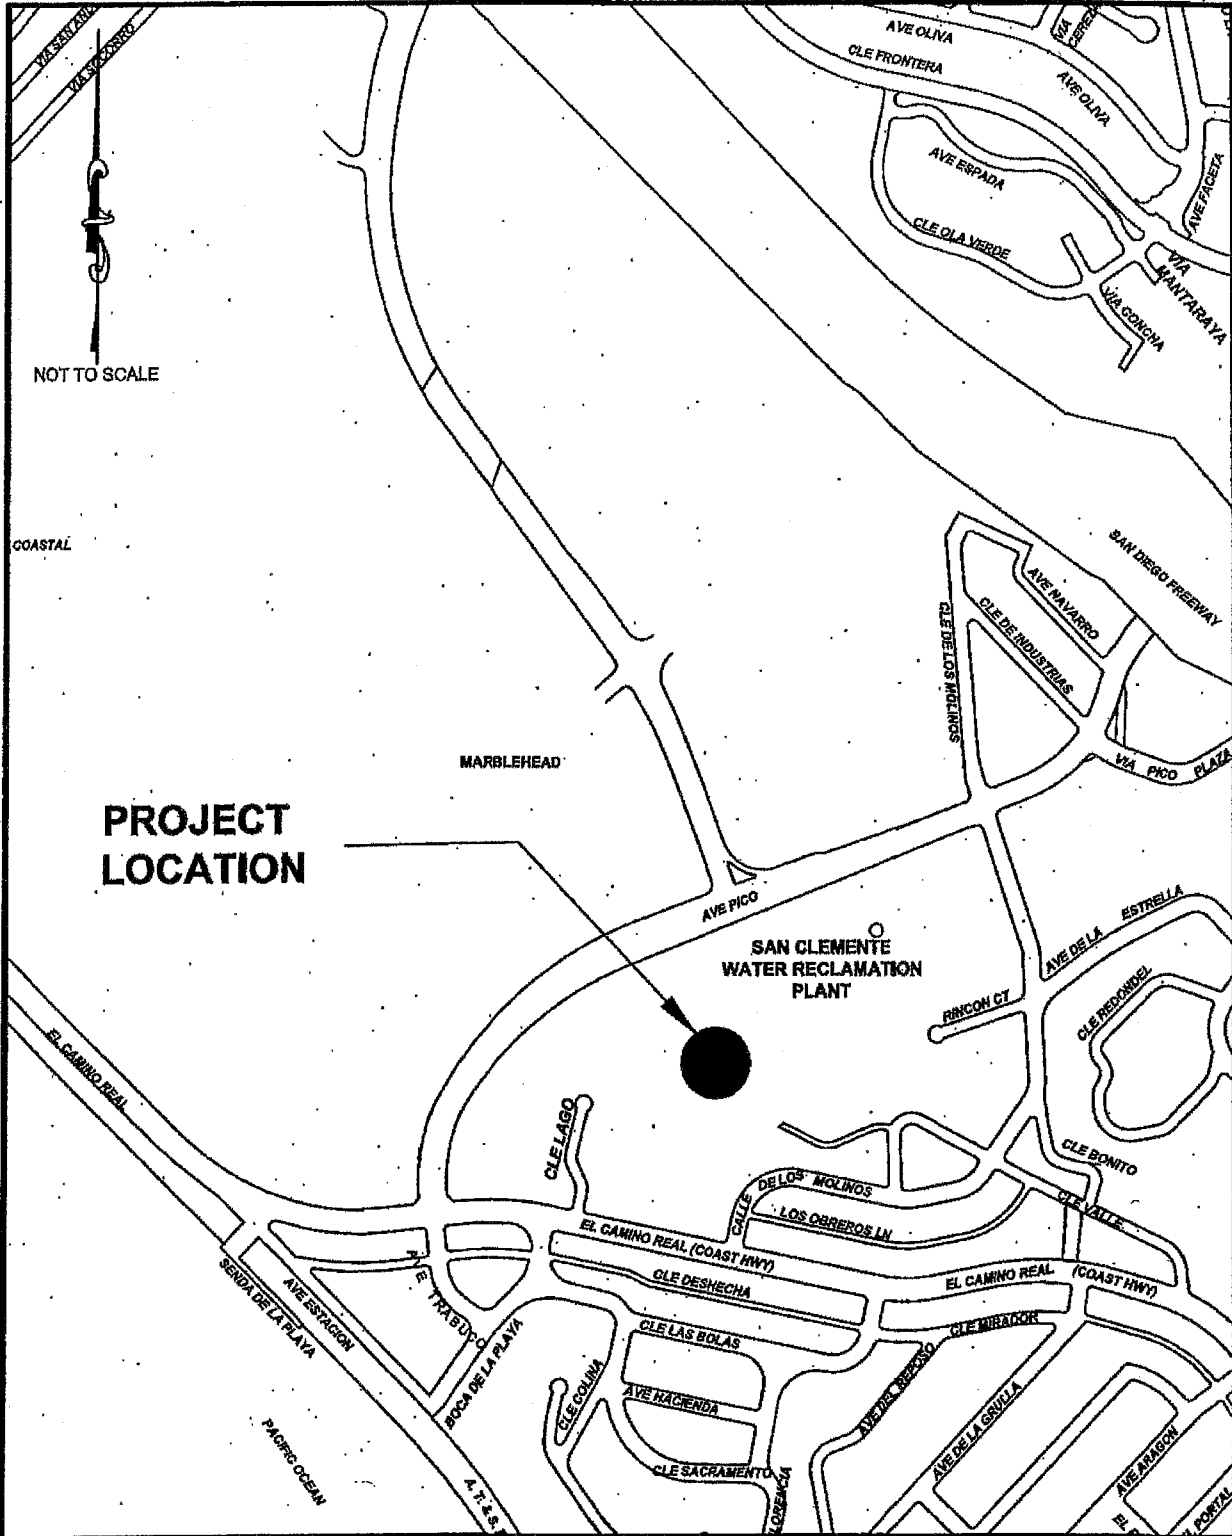 VIA SOCORRO
AVE OLIVA
CLE FRONTERA
AVE OLIVA
AVE ESPADA
AVE FACETA
CLE OLA VERDE
VIA
MANTARAYA
VIA CONCHA
NOT TO SCALE
COASTAL
SAN DIEGO FREEWAY
AVE NAVARRO
CLE DE INDUSTRIAS
CLE DE LOS MOLINOS
MARBLEHEAD
VIA PICO PLAZA
PROJECT
LOCATION
AVE PICO
SAN CLEMENTE
WATER RECLAMATION
PLANT
AVE DE LA ESTRELLA
CLE REDONDEL
RINCON CT
EL CAMINO REAL
CLE LAGO
CLE BONITO
CALLE DE LOS MOLINOS
CLE VALLE
LOS OBREROS LN
EL CAMINO REAL (COAST HWY)
EL CAMINO REAL (COAST HWY)
CLE DESHECHA
SENDA DE LA PLAYA
AVE ESTACION
AVE TRABUCO
BOCA DE LA PLAYA
CLE LAS BOLAS
CLE MIRADOR
CLE COLINA
AVE HACIENDA
AVE DEL REPOSO
AVE DE LA GRULLA
AVE ARAGON
CLE SACRAMENTO
PACIFIC OCEAN
A. T. & S.
EL
PORTAL